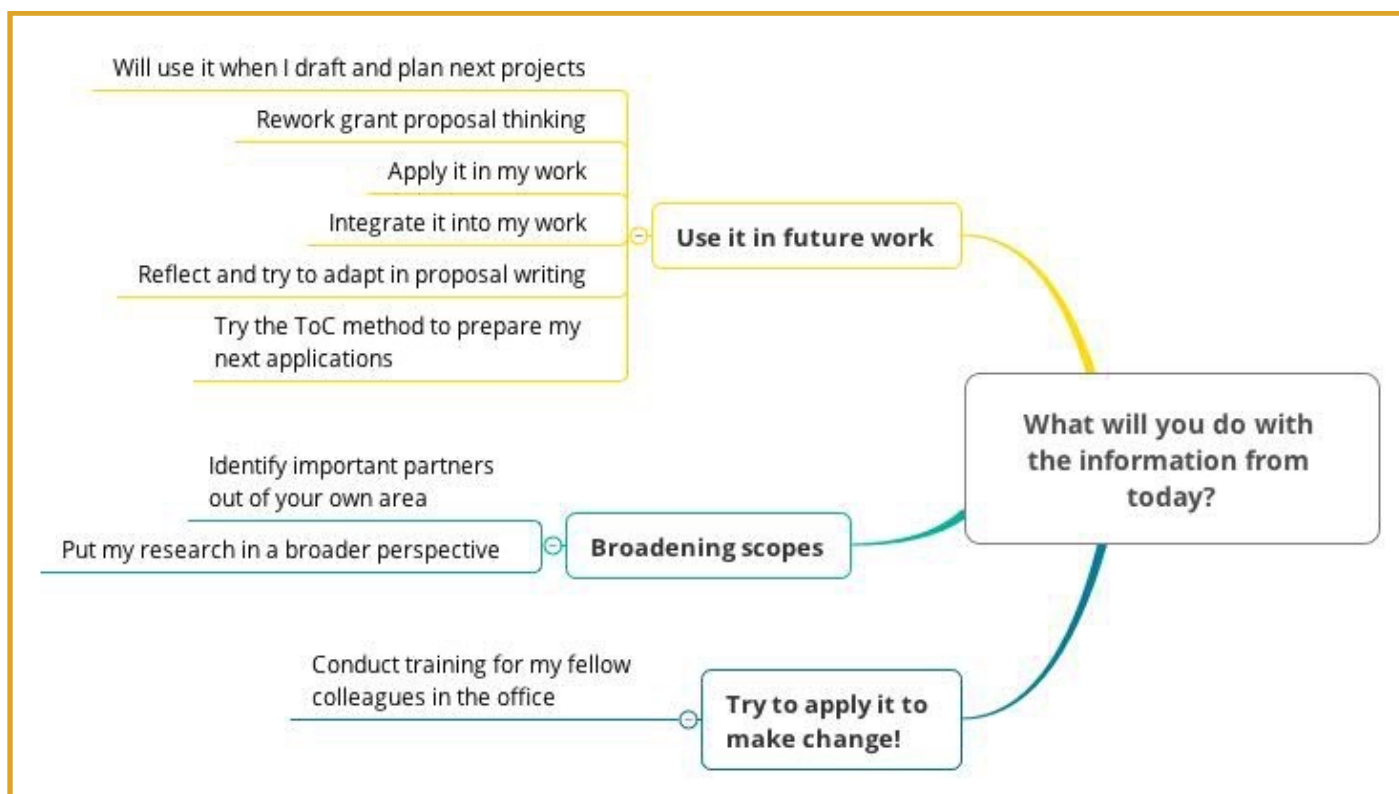 Will use it when I draft and plan next projects
Rework grant proposal thinking
Apply it in my work
Integrate it into my work
Reflect and try to adapt in proposal writing
Try the ToC method to prepare my
next applications
Use it in future work
What will you do with
the information from
today?
Identify important partners
out of your own area
Put my research in a broader perspective
Broadening scopes
Conduct training for my fellow
colleagues in the office
Try to apply it to
make change!